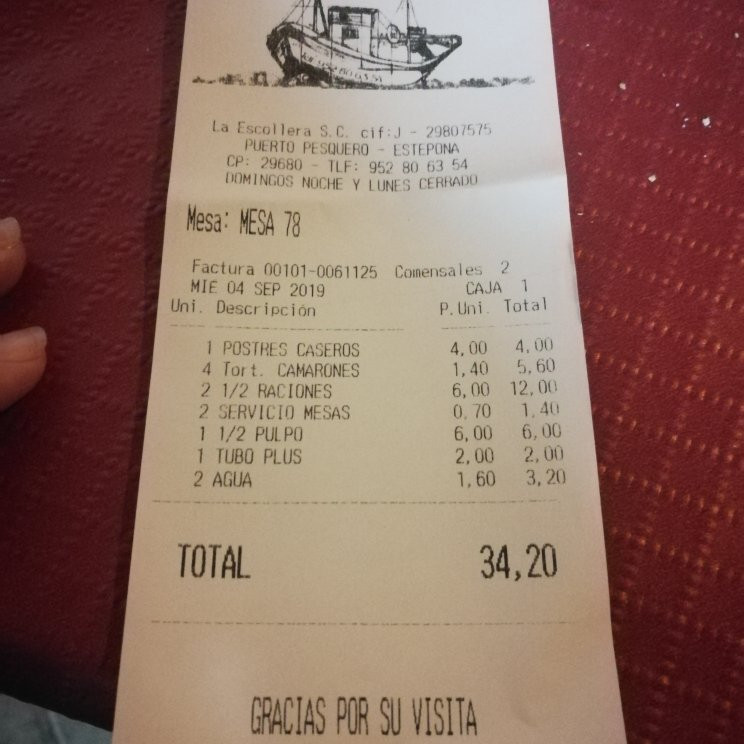 La Escollera S.C. cif:J - 29807575
PUERTO PESQUERO - ESTEPONA
CP: 29680 - TLF: 952 80 63 54
DOMINGOS NOCHE Y LUNES CERRADO
Mesa: MESA 78
Factura 00101-0061125 Comensales 2
MIE 04 SEP 2019 CAJA 1
Uni. Descripción P.Uni. Total
1 POSTRES CASEROS 4,00 4,00
4 Tort. CAMARONES 1,40 5,60
2 1/2 RACIONES 6,00 12,00
2 SERVICIO MESAS 0,70 1,40
1 1/2 PULPO 6,00 6,00
1 TUBO PLUS 2,00 2,00
2 AGUA 1,60 3,20
TOTAL 34,20
GRACIAS POR SU VISITA